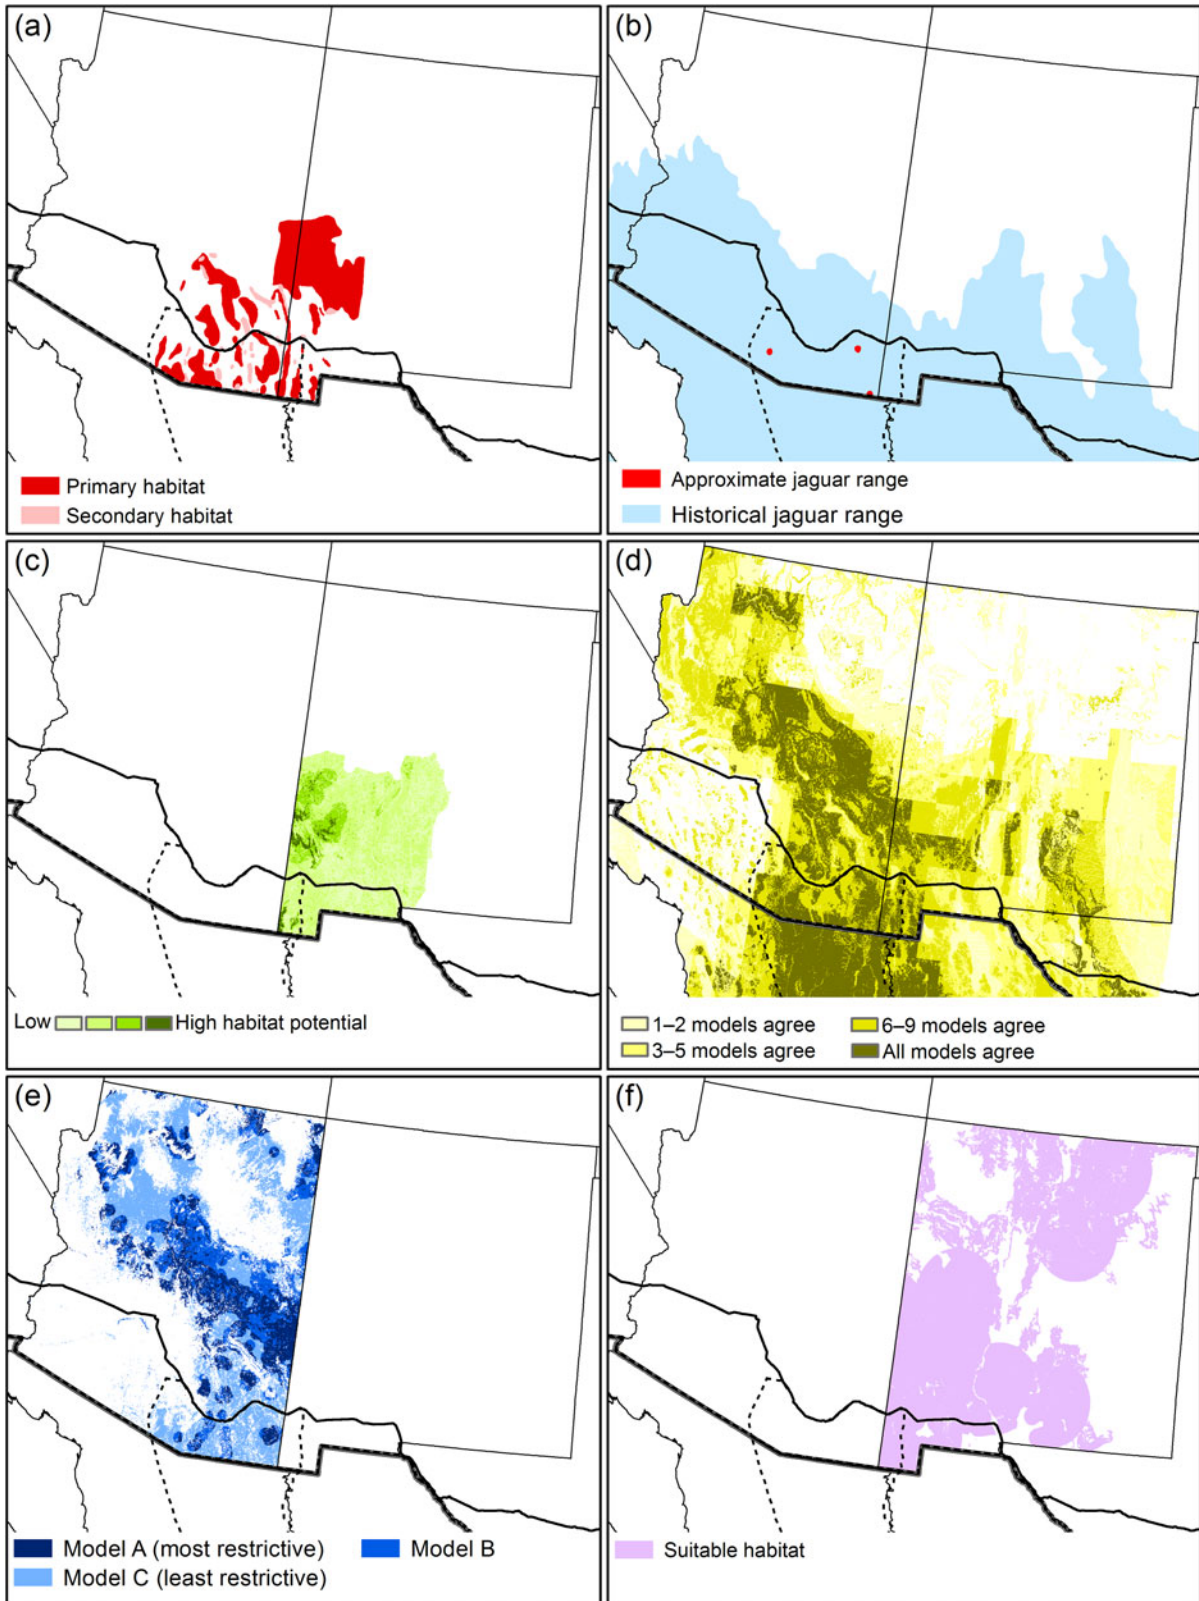 (a)
Primary habitat
Secondary habitat
(b)
Approximate jaguar range
Historical jaguar range
(c)
Low High habitat potential
(d)
1–2 models agree 6–9 models agree
3–5 models agree All models agree
(e)
Model A (most restrictive) Model B
Model C (least restrictive)
(f)
Suitable habitat